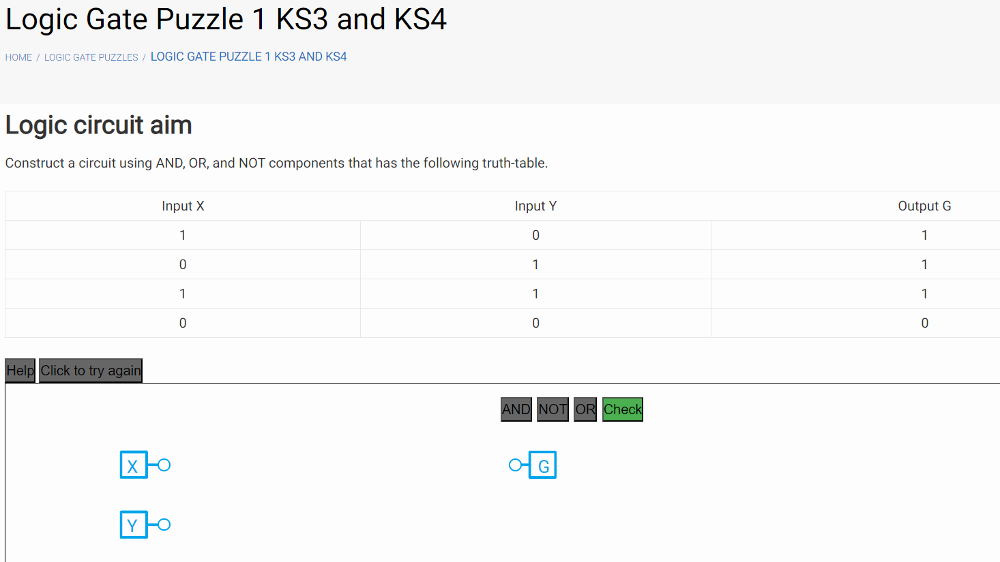 Logic Gate Puzzle 1 KS3 and KS4
HOME / LOGIC GATE PUZZLES / LOGIC GATE PUZZLE 1 KS3 AND KS4
Logic circuit aim
Construct a circuit using AND, OR, and NOT components that has the following truth-table.
Input X Input Y Output G
1 0 1
0 1 1
1 1 1
0 0 0
Help Click to try again
AND NOT OR Check
X G
Y